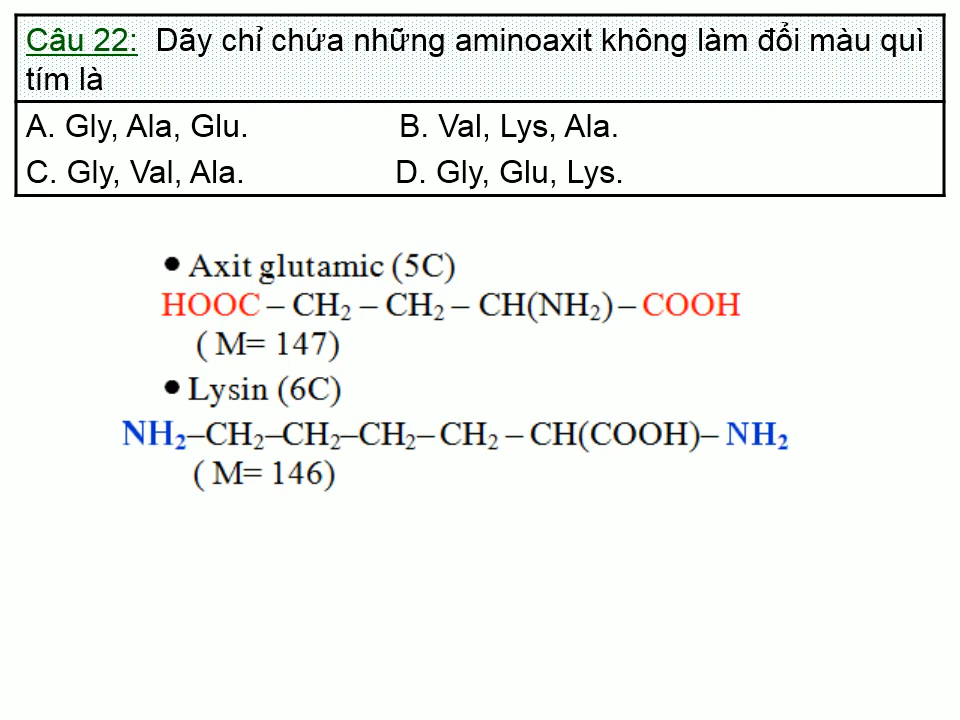 Câu 22: Dãy chỉ chứa những aminoaxit không làm đổi màu quì
tím là
A. Gly, Ala, Glu. B. Val, Lys, Ala.
C. Gly, Val, Ala. D. Gly, Glu, Lys.
• Axit glutamic (5C)
HOOC – CH₂ – CH₂ – CH(NH₂) – COOH
( M= 147)
• Lysin (6C)
NH₂–CH₂–CH₂–CH₂– CH₂ – CH(COOH)– NH₂
( M= 146)